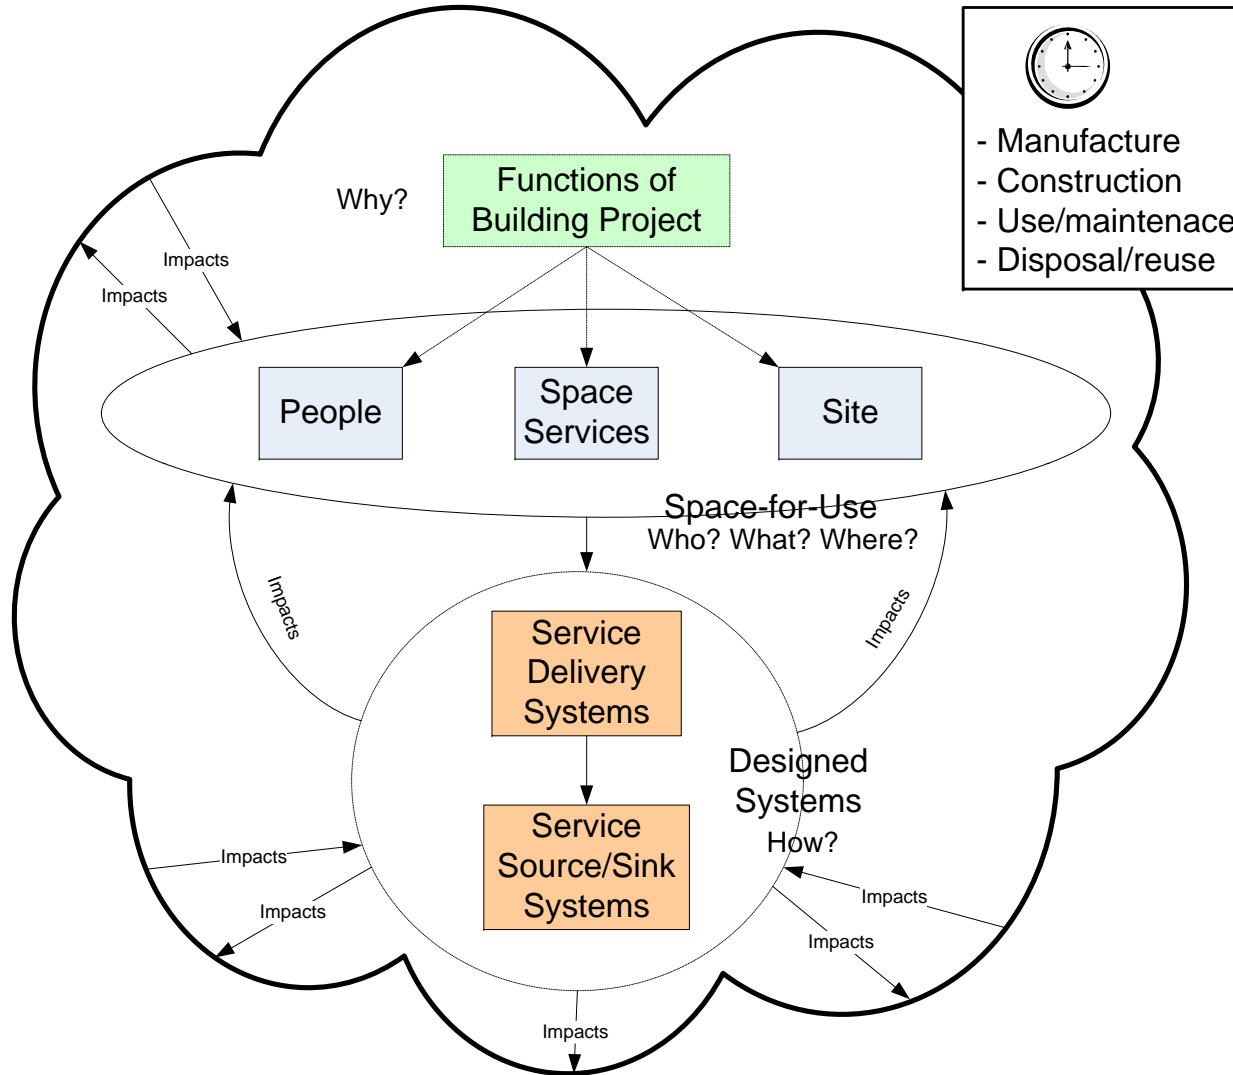 - Manufacture
- Construction
- Use/maintenace
- Disposal/reuse
Why?
Functions of
Building Project
Impacts
Impacts
People
Space
Services
Site
Space-for-Use
Who? What? Where?
Impacts
Impacts
Service
Delivery
Systems
Designed
Systems
How?
Service
Source/Sink
Systems
Impacts
Impacts
Impacts
Impacts
Impacts